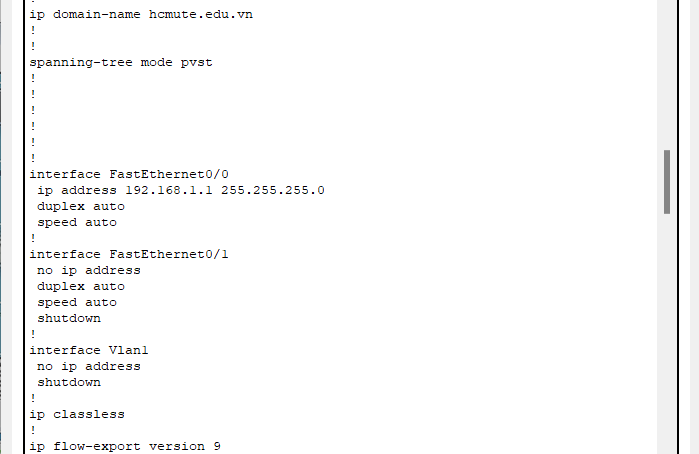 ip domain-name hcmute.edu.vn
!
!
spanning-tree mode pvst
!
!
!
!
!
!
interface FastEthernet0/0
 ip address 192.168.1.1 255.255.255.0
 duplex auto
 speed auto
!
interface FastEthernet0/1
 no ip address
 duplex auto
 speed auto
 shutdown
!
interface Vlan1
 no ip address
 shutdown
!
ip classless
!
ip flow-export version 9